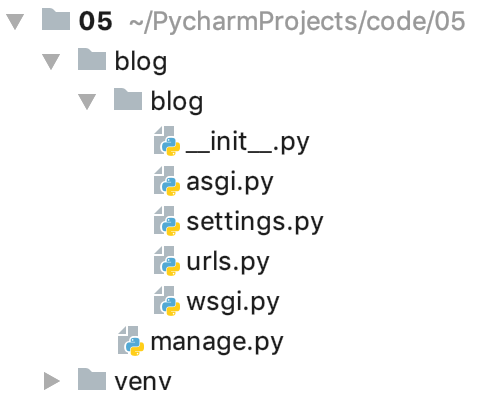 05 ~/PycharmProjects/code/05
blog
blog
__init__.py
asgi.py
settings.py
urls.py
wsgi.py
manage.py
venv